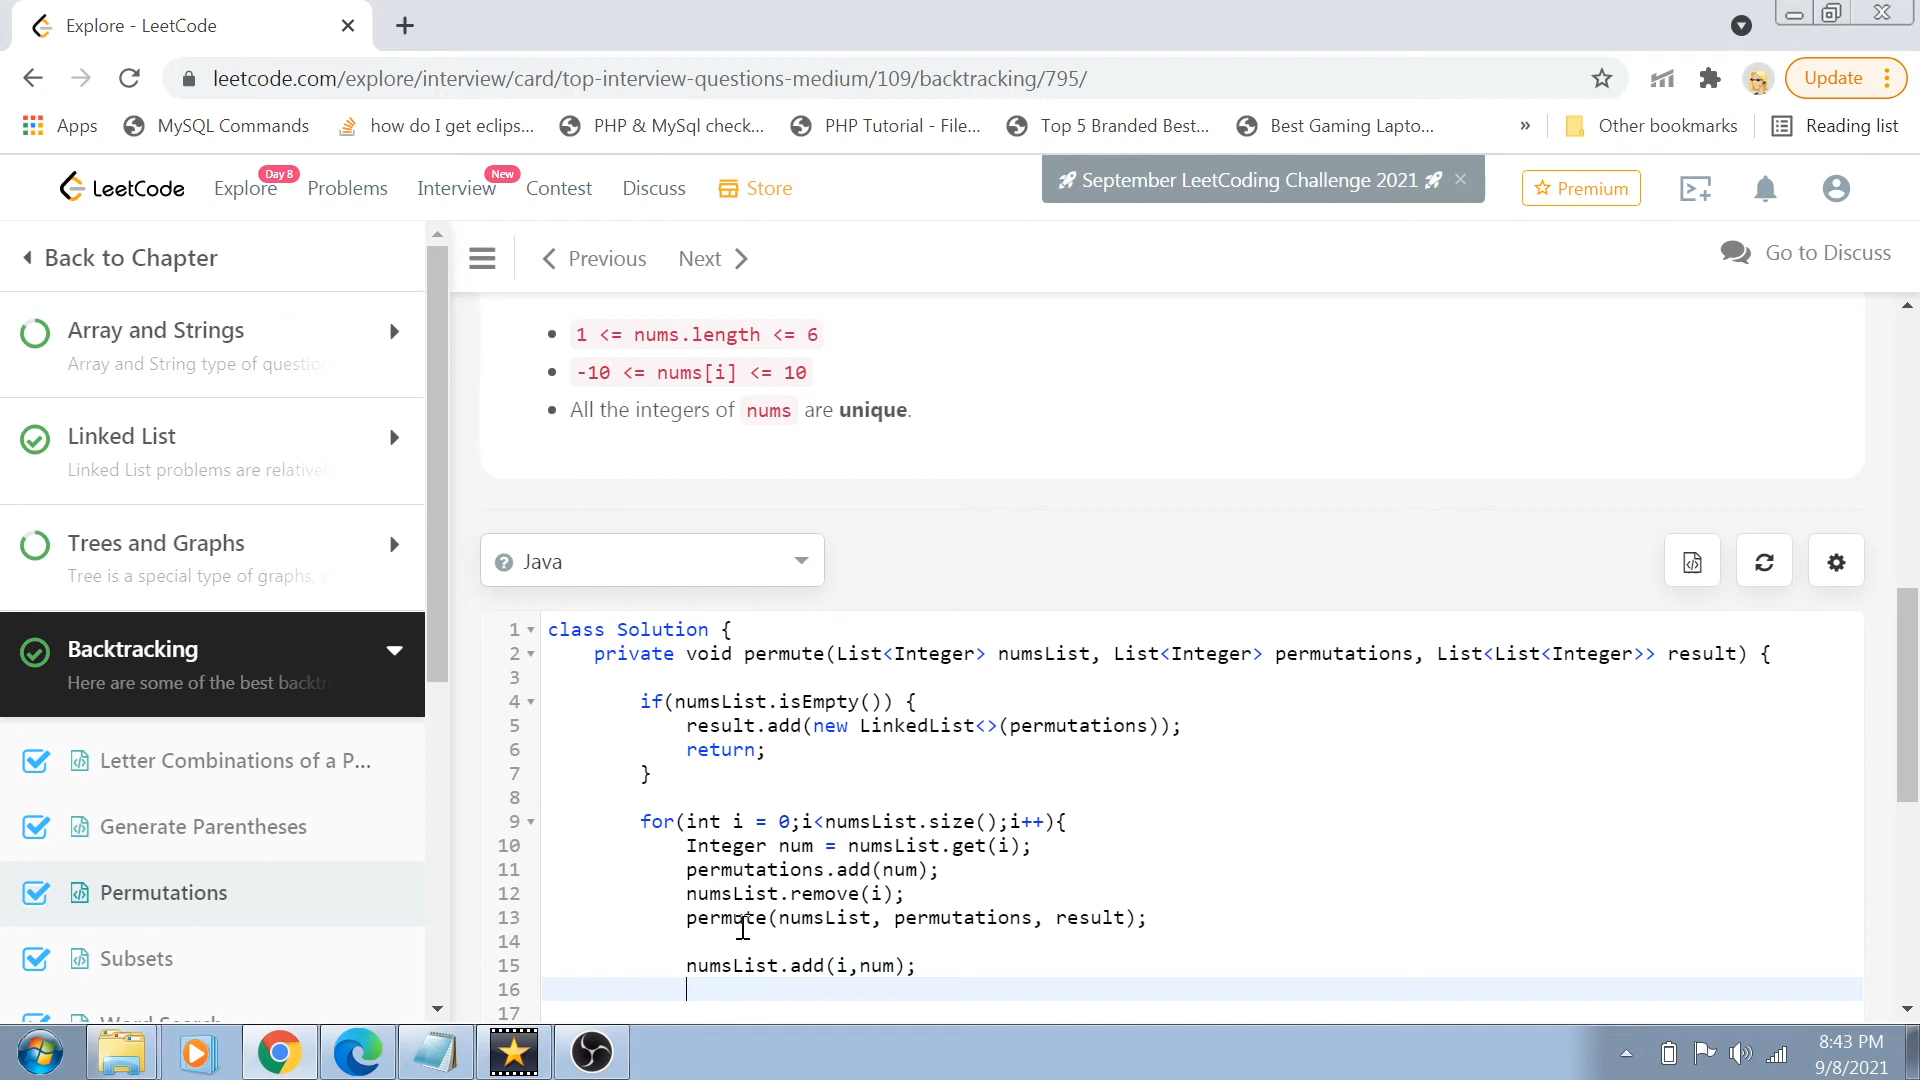 Explore - LeetCode
leetcode.com/explore/interview/card/top-interview-questions-medium/109/backtracking/795/
Update
Apps
MySQL Commands
how do I get eclips...
PHP & MySql check...
PHP Tutorial - File...
Top 5 Branded Best...
Best Gaming Lapto...
»
Other bookmarks
Reading list
LeetCode
Explore
Day 8
Problems
Interview
New
Contest
Discuss
Store
September LeetCoding Challenge 2021
Premium
Back to Chapter
Previous
Next
Go to Discuss
Array and Strings
Array and String type of question
Linked List
Linked List problems are relative
Trees and Graphs
Tree is a special type of graphs,
Backtracking
Here are some of the best backtr
Letter Combinations of a P...
Generate Parentheses
Permutations
Subsets
Word Search
1 <= nums.length <= 6
-10 <= nums[i] <= 10
All the integers of nums are unique.
Java
1 class Solution {
2 private void permute(List<Integer> numsList, List<Integer> permutations, List<List<Integer>> result) {
3
4 if(numsList.isEmpty()) {
5 result.add(new LinkedList<>(permutations));
6 return;
7 }
8
9 for(int i = 0;i<numsList.size();i++){
10 Integer num = numsList.get(i);
11 permutations.add(num);
12 numsList.remove(i);
13 permute(numsList, permutations, result);
14
15 numsList.add(i,num);
16
17
8:43 PM
9/8/2021